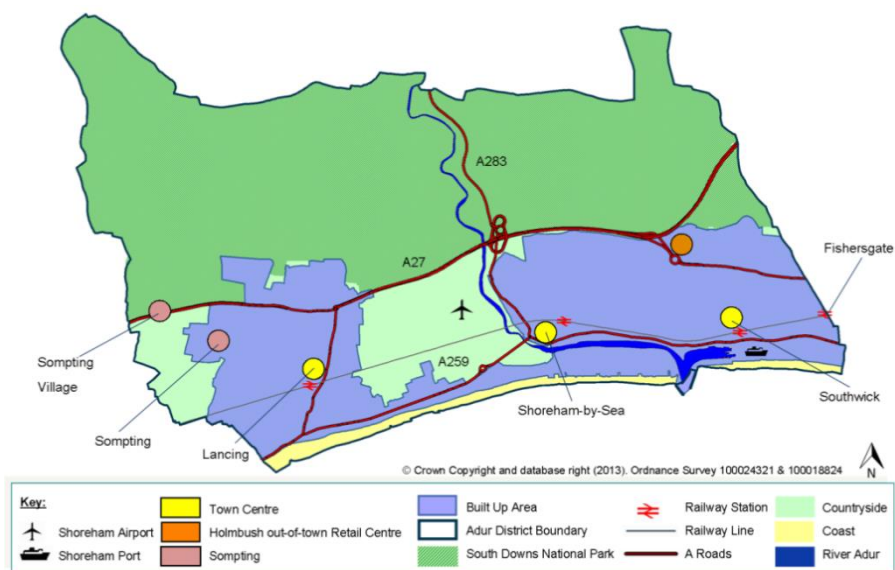 A283
A27
Fishersgate
Sompting
Village
A259
Sompting
Lancing
Shoreham-by-Sea
Southwick
N
© Crown Copyright and database right (2013). Ordnance Survey 100024321 & 100018824
Key:
Shoreham Airport
Shoreham Port
Town Centre
Holmbush out-of-town Retail Centre
Sompting
Built Up Area
Adur District Boundary
South Downs National Park
Railway Station
Railway Line
A Roads
Countryside
Coast
River Adur